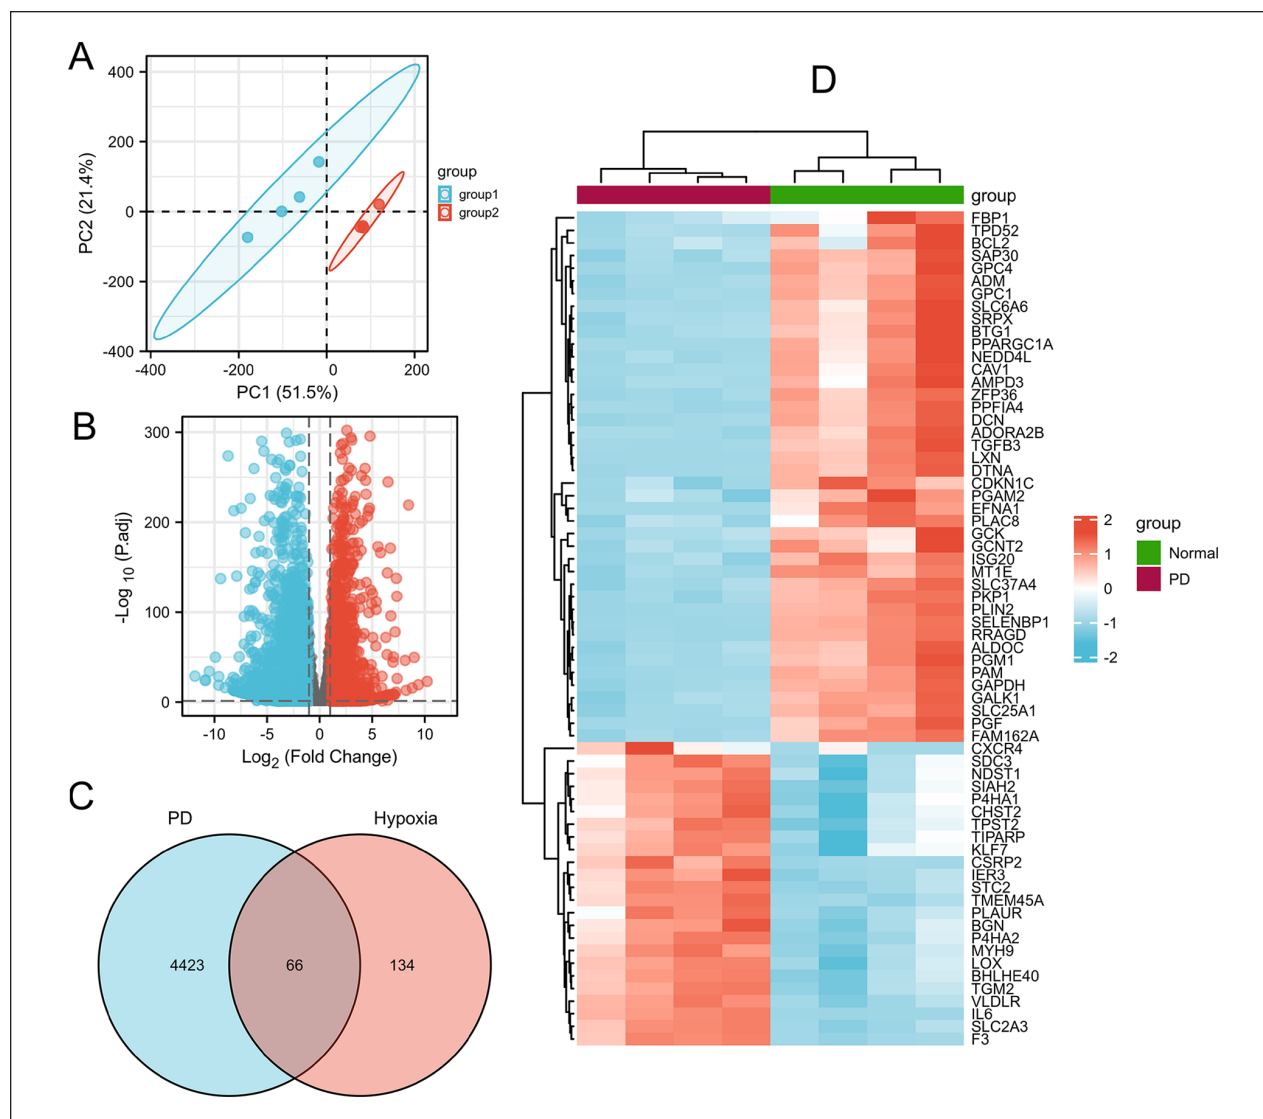 A
400
200
0
-200
-400
-400
-200
0
200
PC2 (21.4%)
PC1 (51.5%)
group
group1
group2
B
300
200
100
0
-10
-5
0
5
10
-Log 10 (P.adj)
Log2 (Fold Change)
C
PD
Hypoxia
4423
66
134
D
group
FBP1
TPD52
BCL2
SAP30
GPC4
ADM
GPC1
SLC6A6
SRPX
BTG1
PPARGC1A
NEDD4L
CAV1
AMPD3
ZFP36
PPFIA4
DCN
ADORA2B
TGFB3
LXN
DTNA
CDKN1C
PGAM2
EFNA1
PLAC8
GCK
GCNT2
ISG20
MT1E
SLC37A4
PKP1
PLIN2
SELENBP1
RRAGD
ALDOC
PGM1
PAM
GAPDH
GALK1
SLC25A1
PGF
FAM162A
CXCR4
SDC3
NDST1
SIAH2
P4HA1
CHST2
TPST2
TIPARP
KLF7
CSRP2
IER3
STC2
TMEM45A
PLAUR
BGN
P4HA2
MYH9
LOX
BHLHE40
TGM2
VLDLR
IL6
SLC2A3
F3
2
1
0
-1
-2
group
Normal
PD